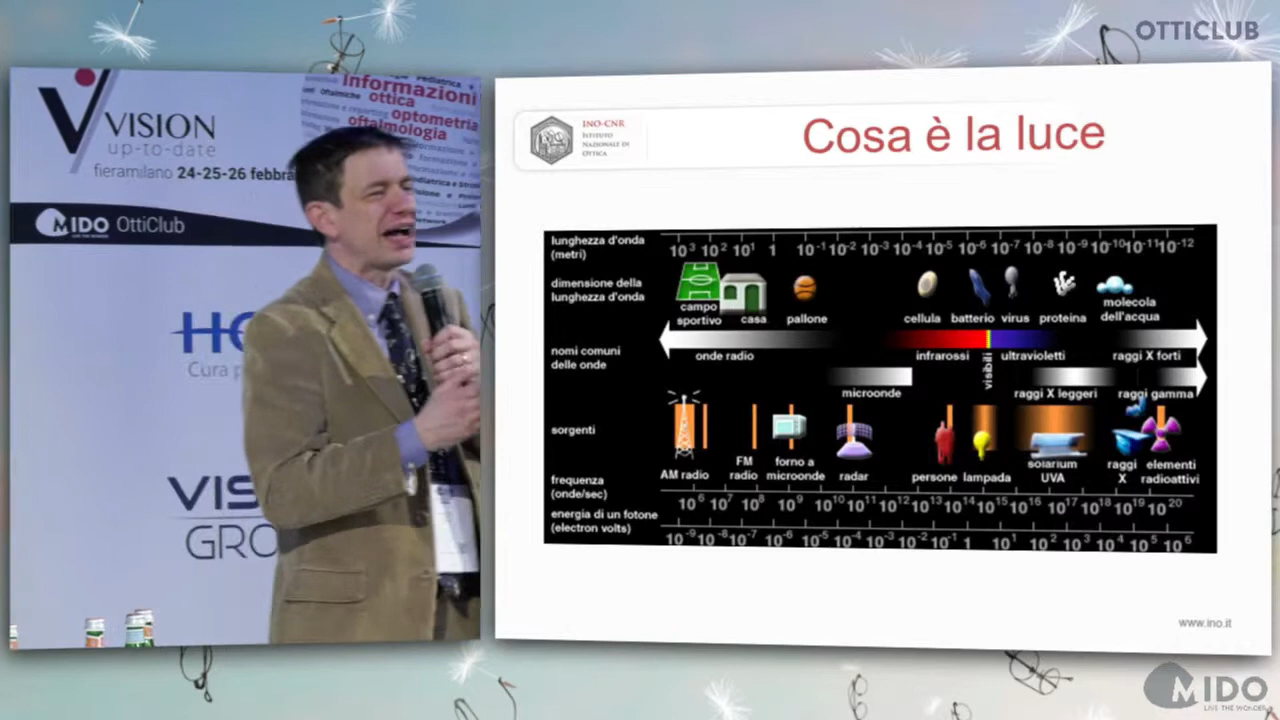 OTTICLUB
VISION
up-to-date
fieramilano 24-25-26 febbra
Informazioni
ottica
optometria
oftalmologia
MIDO OttiClub
LIVE THE WONDER
HO
Cura p
VIS
GRO
INO-CNR
ISTITUTO
NAZIONALE DI
OTTICA
Cosa è la luce
lunghezza d'onda
(metri)
10³ 10² 10¹ 1 10⁻¹ 10⁻² 10⁻³ 10⁻⁴ 10⁻⁵ 10⁻⁶ 10⁻⁷ 10⁻⁸ 10⁻⁹ 10⁻¹⁰ 10⁻¹¹ 10⁻¹²
dimensione della
lunghezza d'onda
campo
sportivo
casa
pallone
cellula
batterio
virus
proteina
molecola
dell'acqua
nomi comuni
delle onde
onde radio
infrarossi
visibili
ultravioletti
raggi X forti
microonde
raggi X leggeri
raggi gamma
sorgenti
AM radio
FM
radio
forno a
microonde
radar
persone
lampada
solarium
UVA
raggi
X
elementi
radioattivi
frequenza
(onde/sec)
10⁶ 10⁷ 10⁸ 10⁹ 10¹⁰ 10¹¹ 10¹² 10¹³ 10¹⁴ 10¹⁵ 10¹⁶ 10¹⁷ 10¹⁸ 10¹⁹ 10²⁰
energia di un fotone
(electron volts)
10⁻⁹ 10⁻⁸ 10⁻⁷ 10⁻⁶ 10⁻⁵ 10⁻⁴ 10⁻³ 10⁻² 10⁻¹ 1 10¹ 10² 10³ 10⁴ 10⁵ 10⁶
www.ino.it
MIDO
LIVE THE WONDER